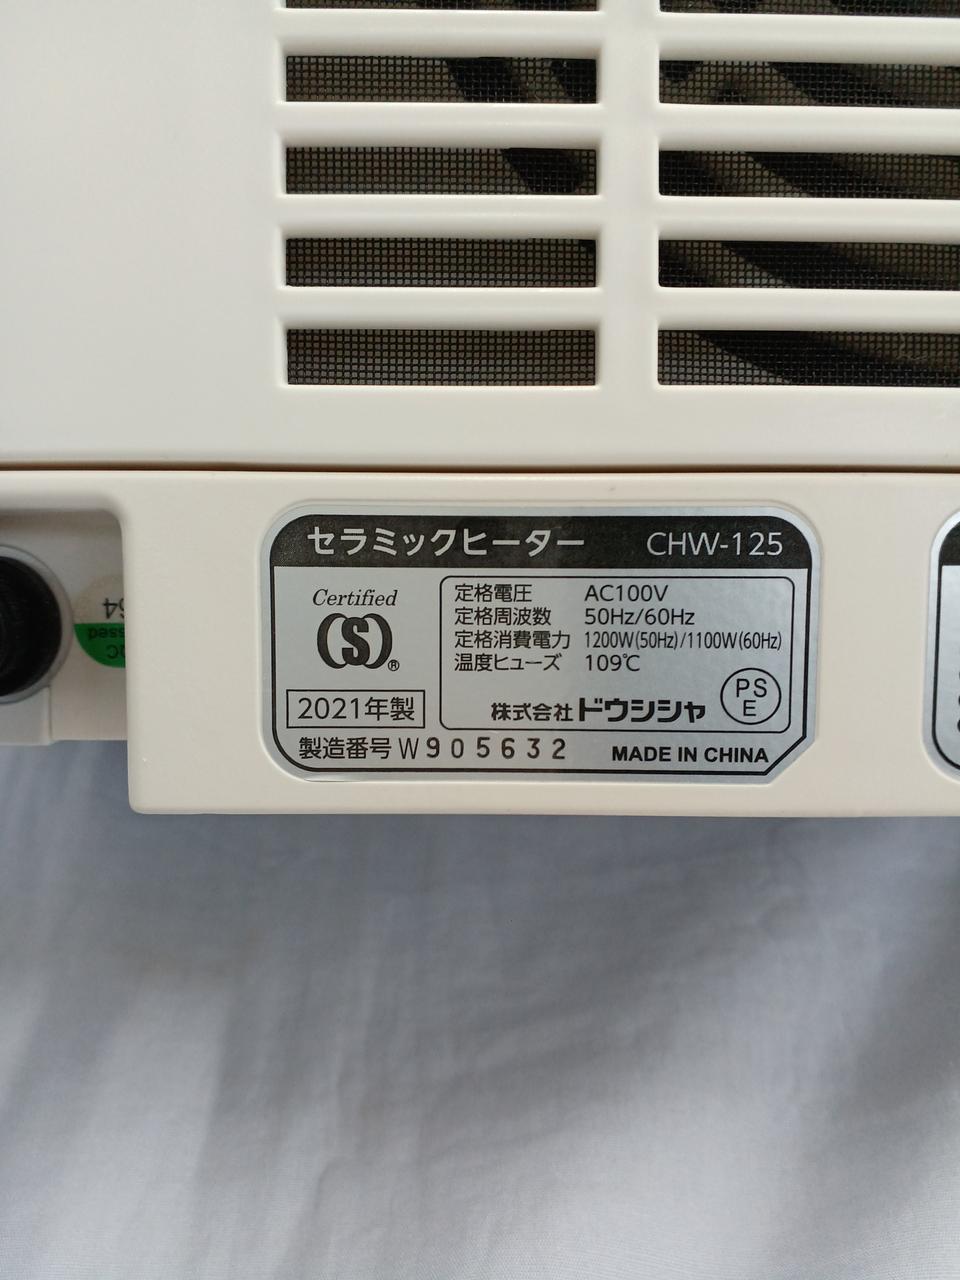 セラミックヒーター CHW-125
Certified
S®
定格電圧 AC100V
定格周波数 50Hz/60Hz
定格消費電力 1200W(50Hz)/1100W(60Hz)
温度ヒューズ 109℃
株式会社ドウシシャ
PS
E
2021年製
製造番号 W905632
MADE IN CHINA
64